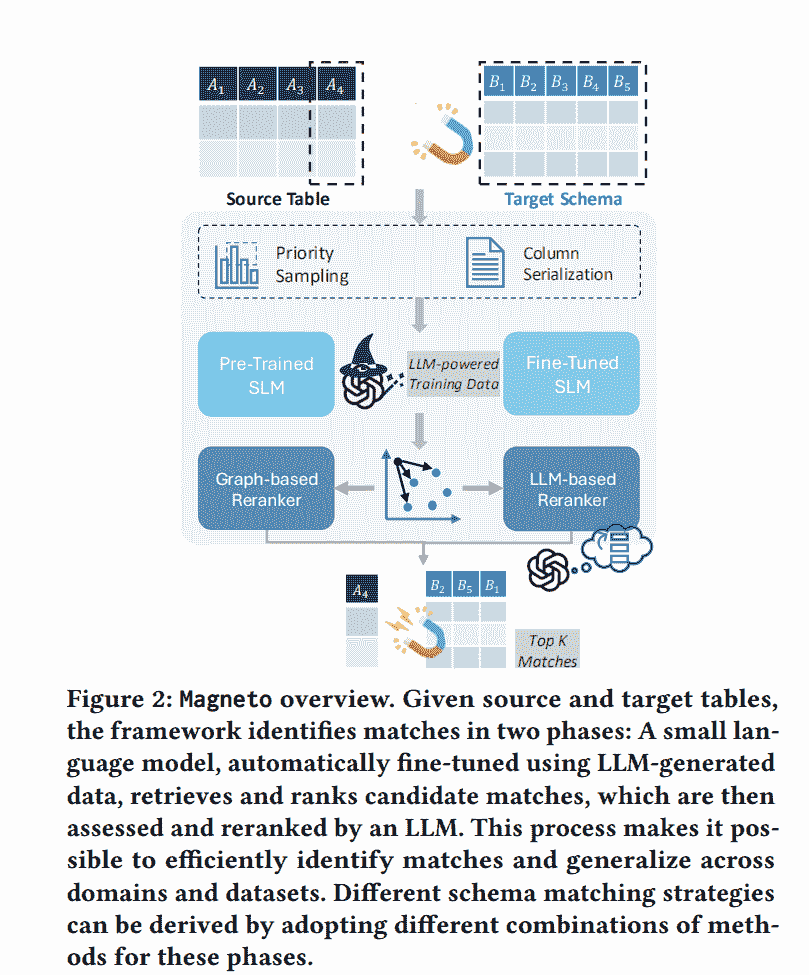 A1 A2 A3 A4
B1 B2 B3 B4 B5
Source Table
Target Schema
Priority
Sampling
Column
Serialization
Pre-Trained
SLM
LLM-powered
Training Data
Fine-Tuned
SLM
Graph-based
Reranker
LLM-based
Reranker
A4
B2 B5 B1
Top K
Matches
Figure 2: Magneto overview. Given source and target tables,
the framework identifies matches in two phases: A small lan-
guage model, automatically fine-tuned using LLM-generated
data, retrieves and ranks candidate matches, which are then
assessed and reranked by an LLM. This process makes it pos-
sible to efficiently identify matches and generalize across
domains and datasets. Different schema matching strategies
can be derived by adopting different combinations of meth-
ods for these phases.